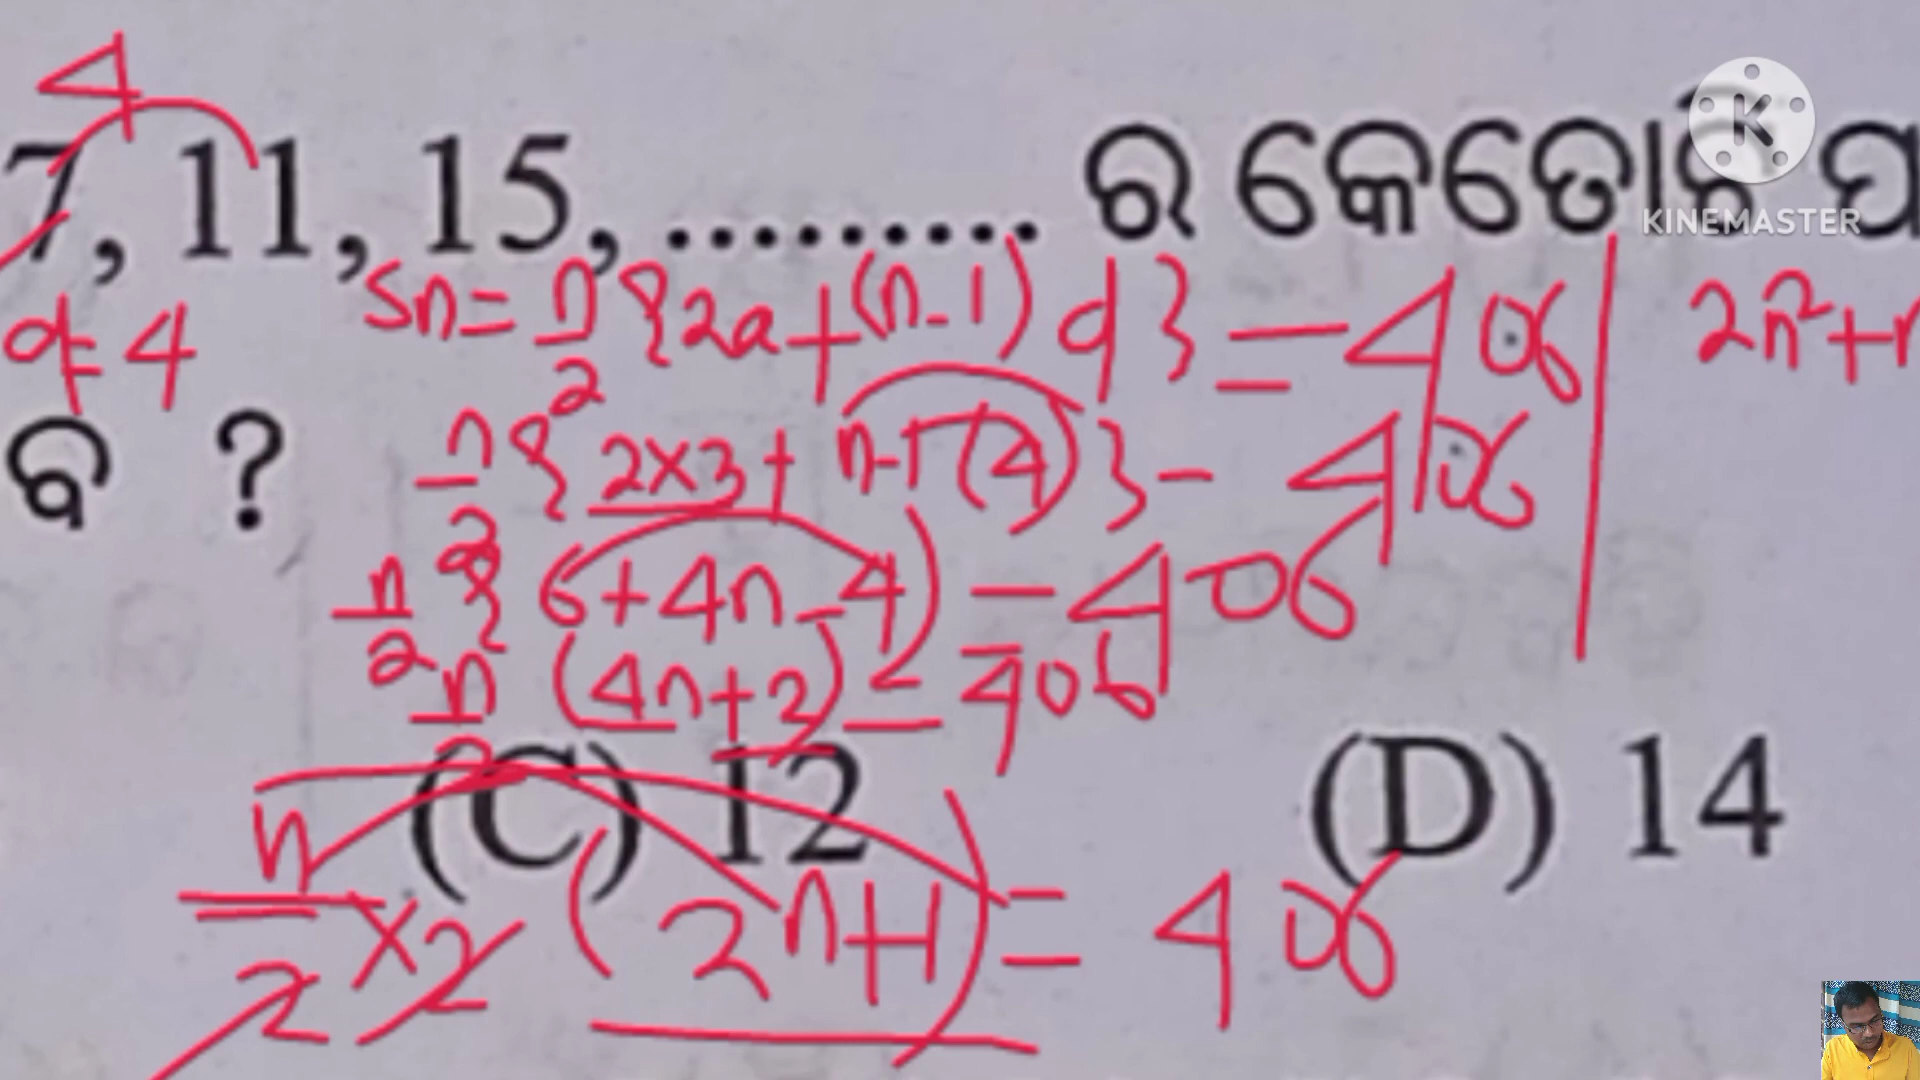 4
7, 11, 15, .......... ର କେତୋଟି ପ
KINEMASTER
d = 4
Sn = n/2 {2a + (n-1) d} = 406
2n²+n
ବ ?
n/2 {2×3 + n-1 (4)} = 406
n/2 { 6+4n-4) = 406
n/2 (4n+2) = 406
(C) 12 (D) 14
n/2 × 2 (2n+1) = 406